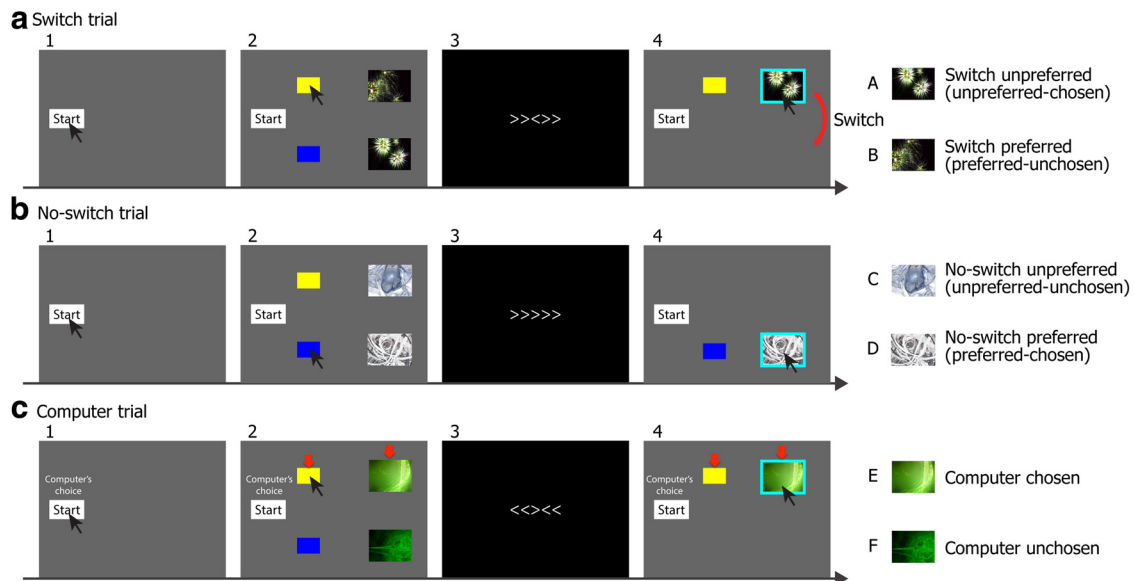 a Switch trial
1
2
3
4
Start
Start
>><>>
Start
Switch
A
Switch unpreferred
(unpreferred-chosen)
B
Switch preferred
(preferred-unchosen)
b No-switch trial
1
2
3
4
Start
Start
>>>>>
Start
C
No-switch unpreferred
(unpreferred-unchosen)
D
No-switch preferred
(preferred-chosen)
c Computer trial
1
2
3
4
Computer's
choice
Start
Computer's
choice
Start
<<><<
Computer's
choice
Start
E
Computer chosen
F
Computer unchosen